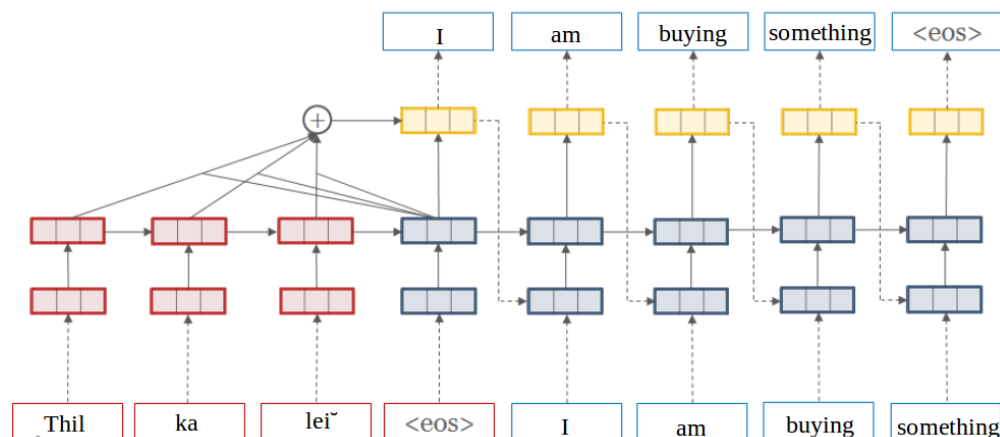 I am buying something <eos>
+
Thil ka leiˇ <eos> I am buying something